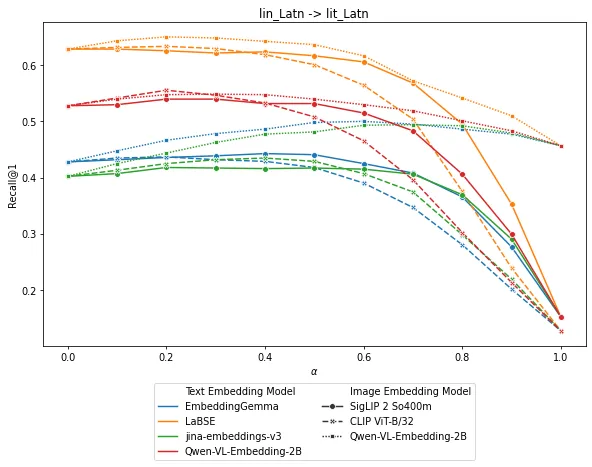 lin_Latn -> lit_Latn
Recall@1
0.6
0.5
0.4
0.3
0.2
0.0 0.2 0.4 0.6 0.8 1.0
α
Text Embedding Model
EmbeddingGemma
LaBSE
jina-embeddings-v3
Qwen-VL-Embedding-2B
Image Embedding Model
SigLIP 2 So400m
CLIP ViT-B/32
Qwen-VL-Embedding-2B